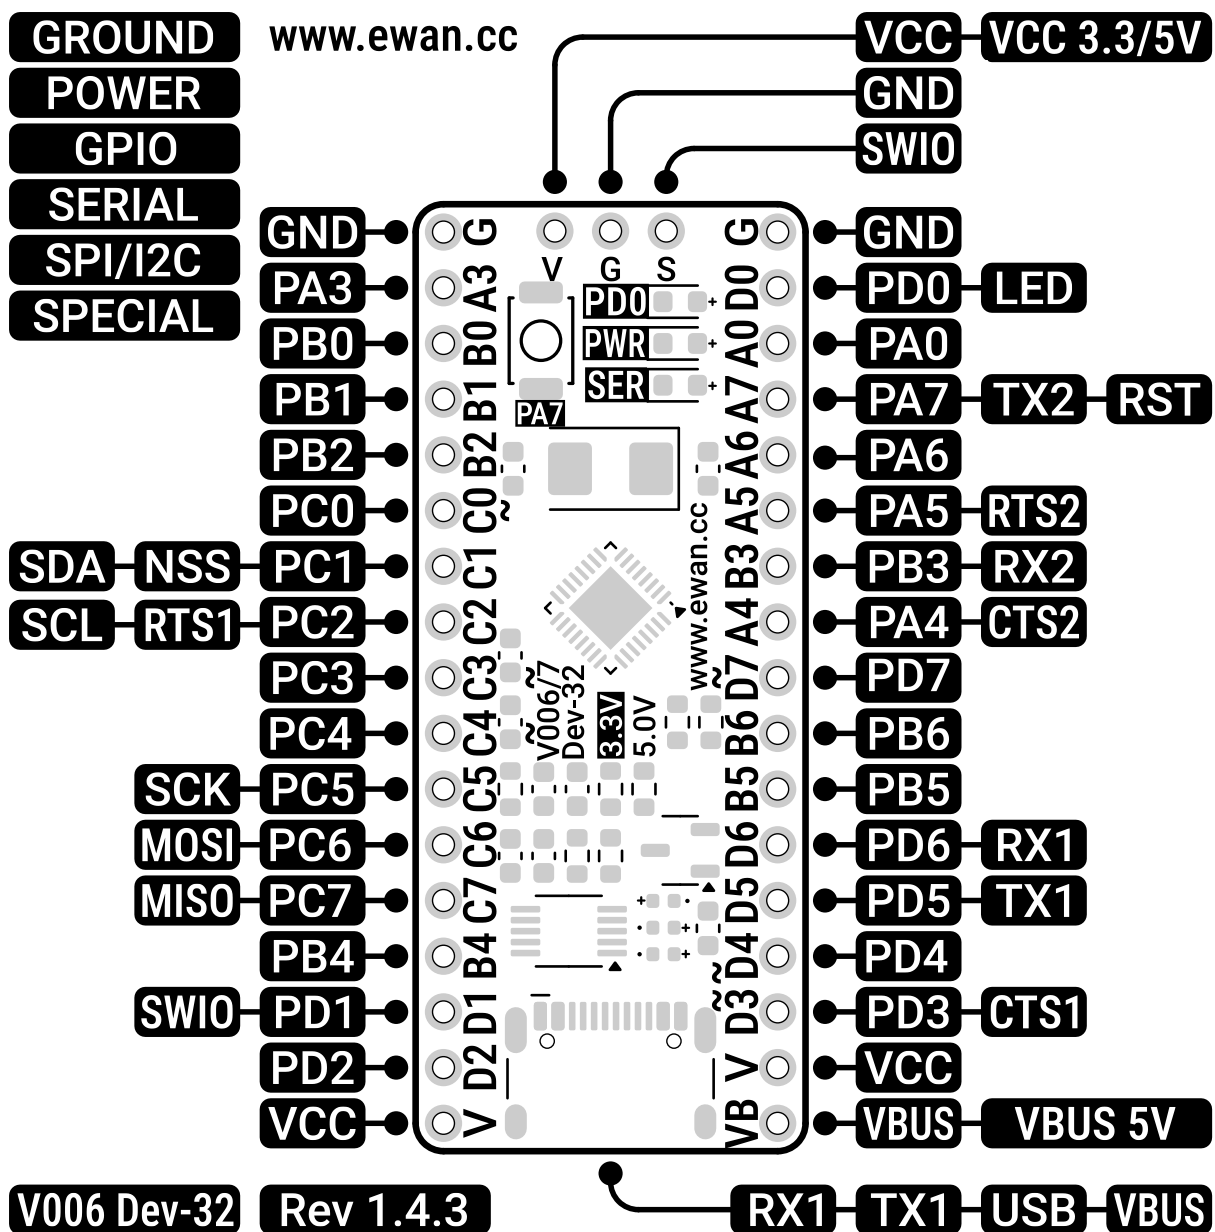 GROUND www.ewan.cc VCC VCC 3.3/5V
POWER GND
GPIO SWIO
SERIAL
SPI/I2C
SPECIAL
V G S
GND G G GND
PA3 A3 PD0 D0 PD0 LED
PB0 B0 PWR A0 PA0
PB1 B1 SER A7 PA7 TX2 RST
PA7
PB2 B2 A6 PA6
PC0 C0 ~ A5 PA5 RTS2
www.ewan.cc
SDA NSS PC1 C1 B3 PB3 RX2
SCL RTS1 PC2 C2 A4 PA4 CTS2
PC3 C3 ~ ~ D7 PD7
V006/7
Dev-32
3.3V
5.0V
PC4 C4 ~ B6 PB6
SCK PC5 C5 B5 PB5
MOSI PC6 C6 D6 PD6 RX1
MISO PC7 C7 D5 PD5 TX1
PB4 B4 ~ D4 PD4
SWIO PD1 D1 ~ D3 PD3 CTS1
PD2 D2 V VCC
VCC V VB VBUS VBUS 5V
V006 Dev-32 Rev 1.4.3 RX1 TX1 USB VBUS